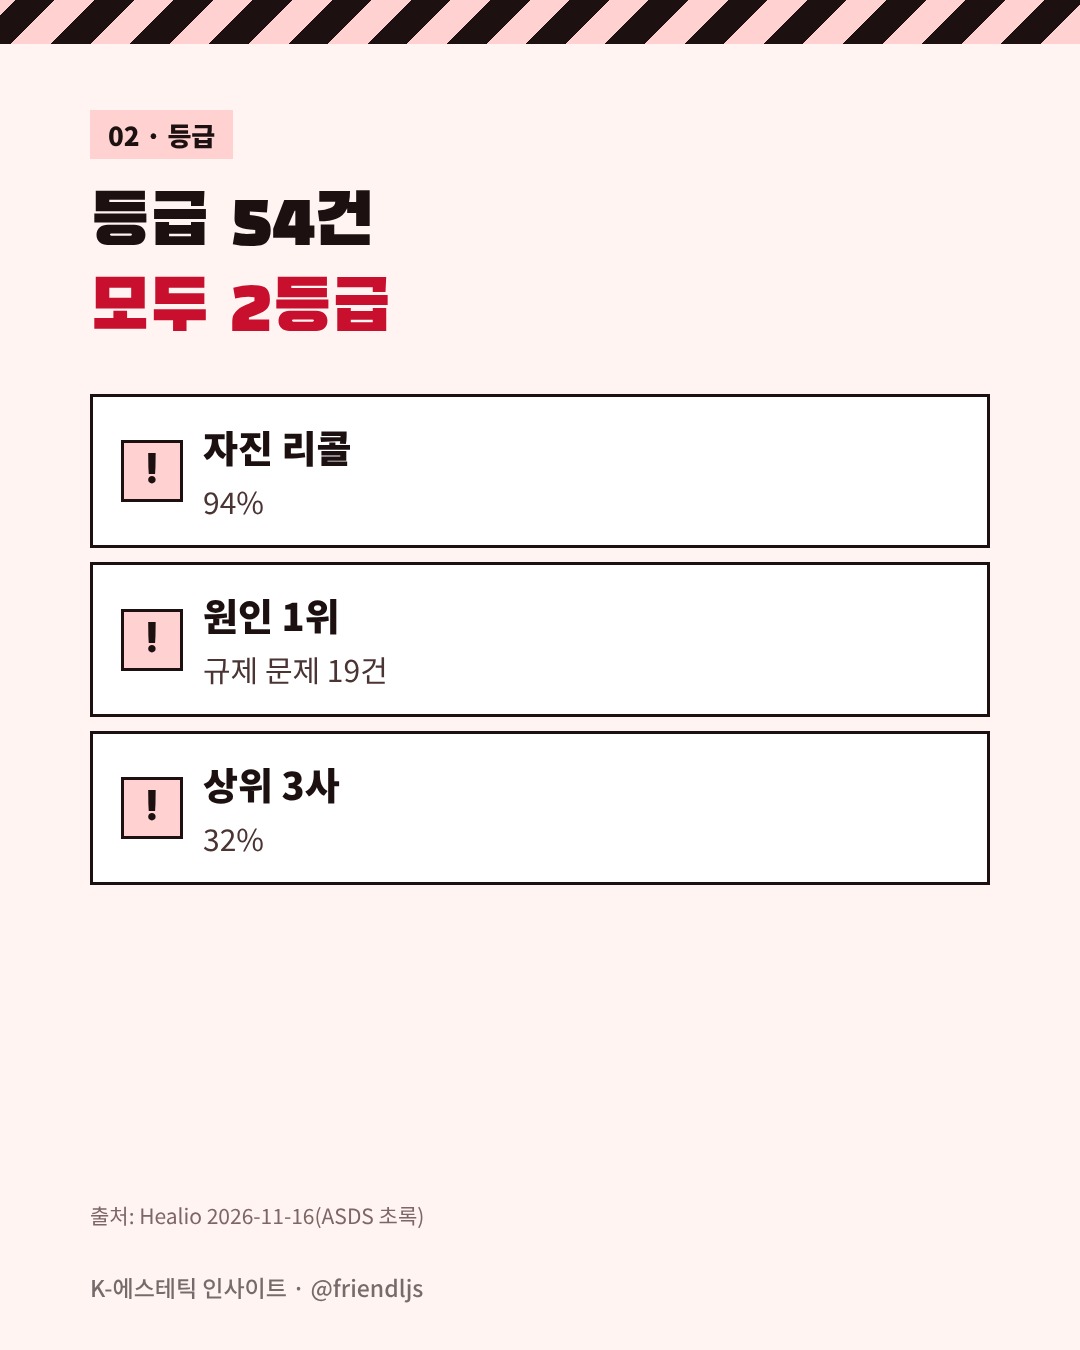 02 · 등급
등급 54건
모두 2등급
!
자진 리콜
94%
!
원인 1위
규제 문제 19건
!
상위 3사
32%
출처: Healio 2026-11-16(ASDS 초록)
K-에스테틱 인사이트 · @friendljs